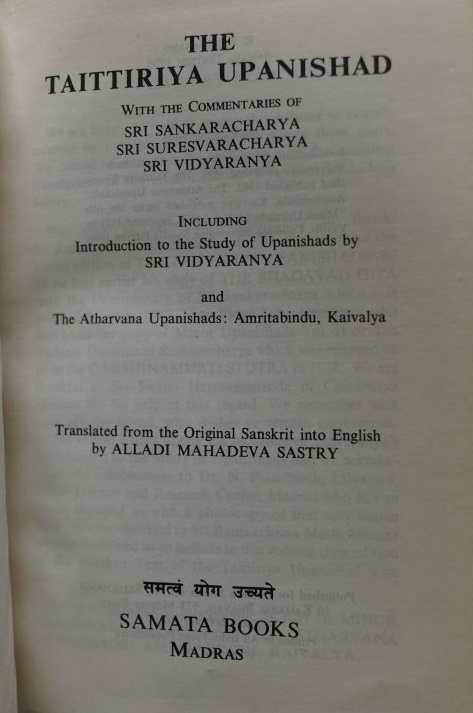 THE
TAITTIRIYA UPANISHAD
WITH THE COMMENTARIES OF
SRI SANKARACHARYA
SRI SURESVARACHARYA
SRI VIDYARANYA
INCLUDING
Introduction to the Study of Upanishads by
SRI VIDYARANYA
and
The Atharvana Upanishads: Amritabindu, Kaivalya
Translated from the Original Sanskrit into English
by ALLADI MAHADEVA SASTRY
समत्वं योग उच्यते
SAMATA BOOKS
MADRAS